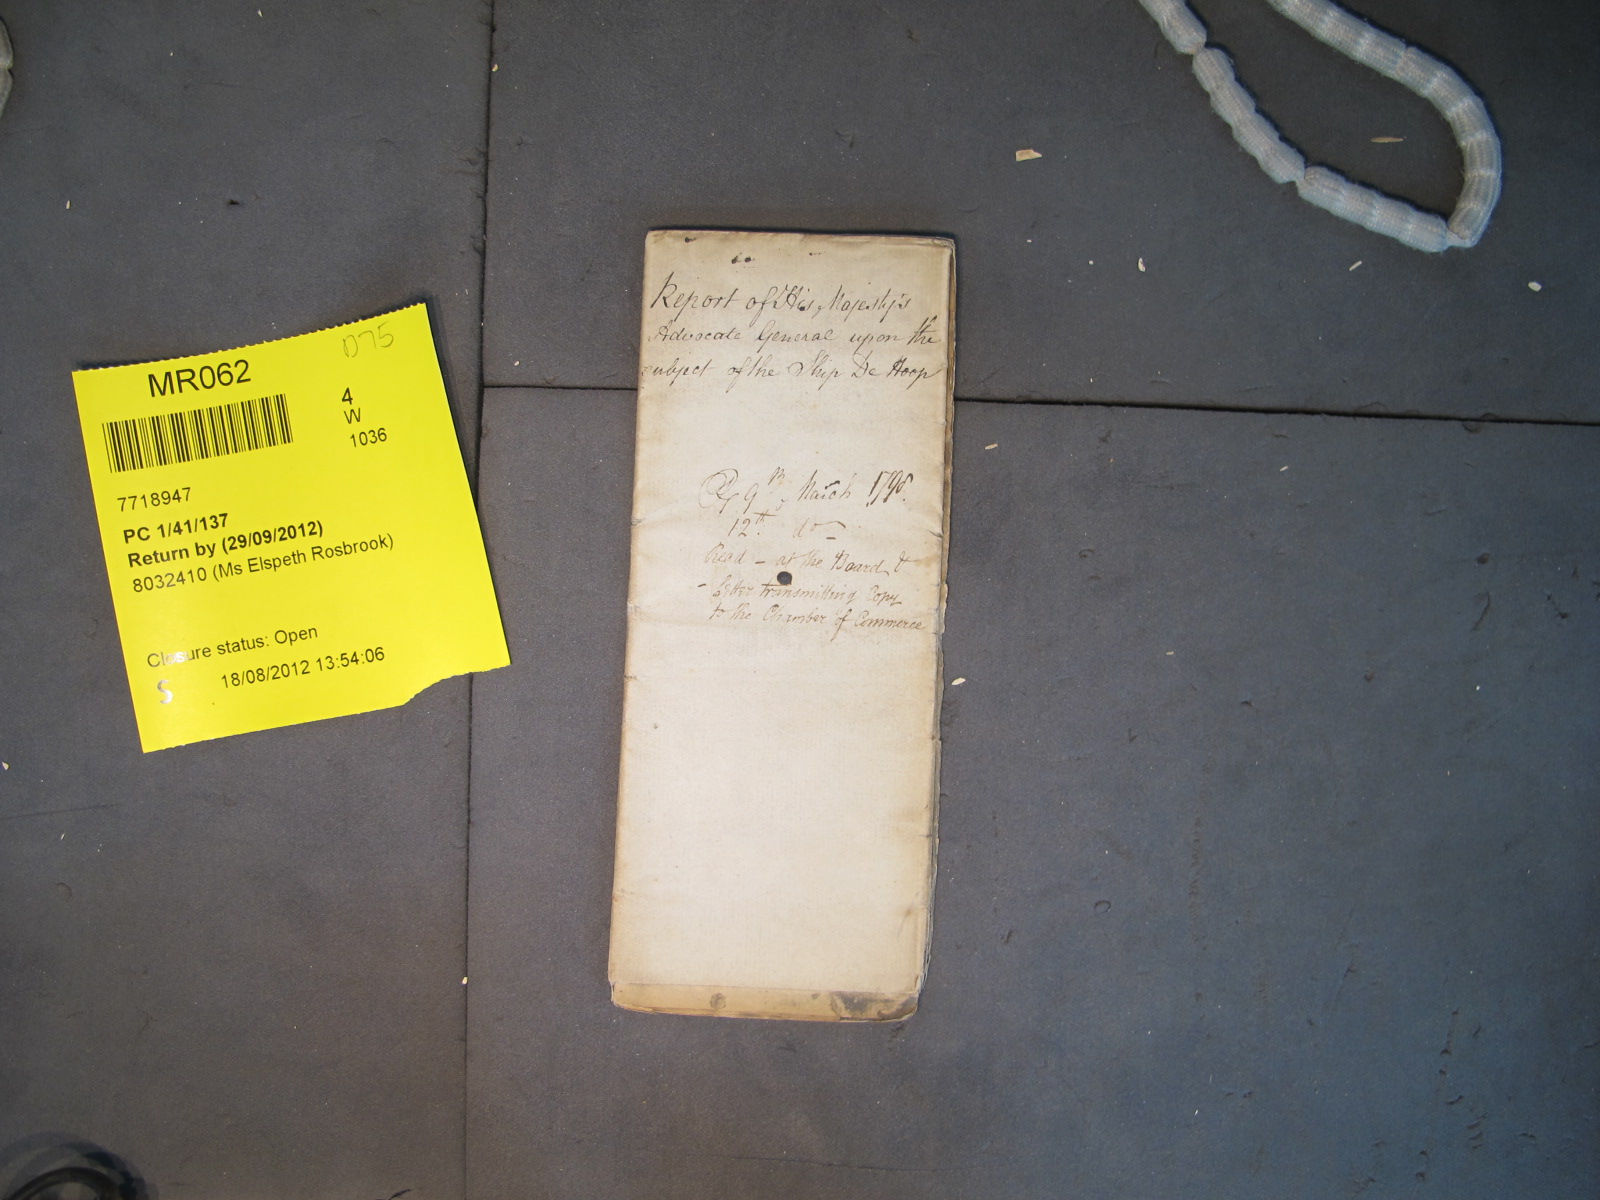 D75
MR062
4
W
1036
7718947
PC 1/41/137
Return by (29/09/2012)
8032410 (Ms Elspeth Rosbrook)
Closure status: Open
18/08/2012 13:54:06
S
Report of His Majesty's
Advocate General upon the
subject of the Ship De Hoop
9th March 1798.
12th do
Read - at the Board &
- letter transmitting Copy
to the Chamber of Commerce